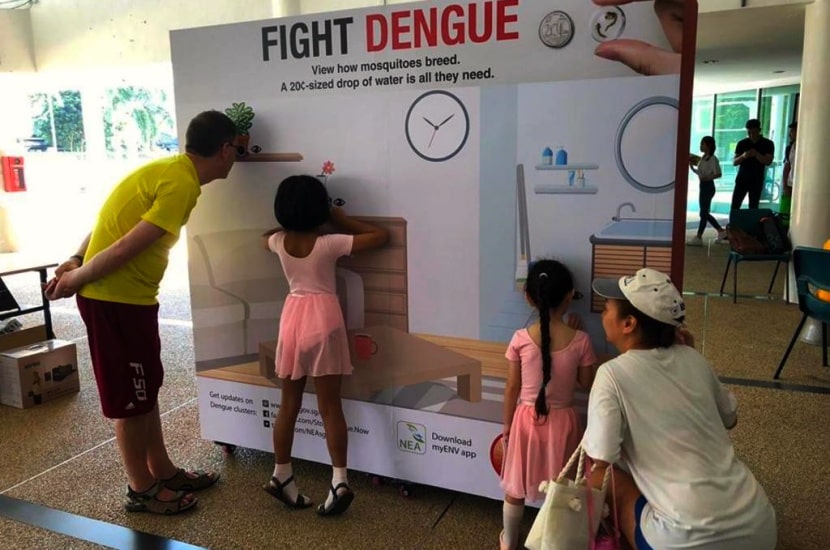 FIGHT DENGUE
View how mosquitoes breed.
A 20¢-sized drop of water is all they need.
FSO
Get updates on
Dengue clusters:
NEA
Download
myENV app